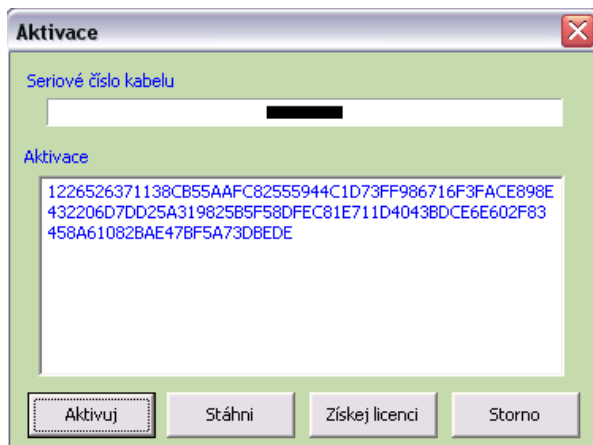 Aktivace
Seriové číslo kabelu
Aktivace
1226526371138CB55AAFC82555944C1D73FF986716F3FACE898E
432206D7DD25A319825B5F58DFEC81E711D4043BDCE6E602F83
458A61082BAE47BF5A73DBEDE
Aktivuj Stáhni Získej licenci Storno